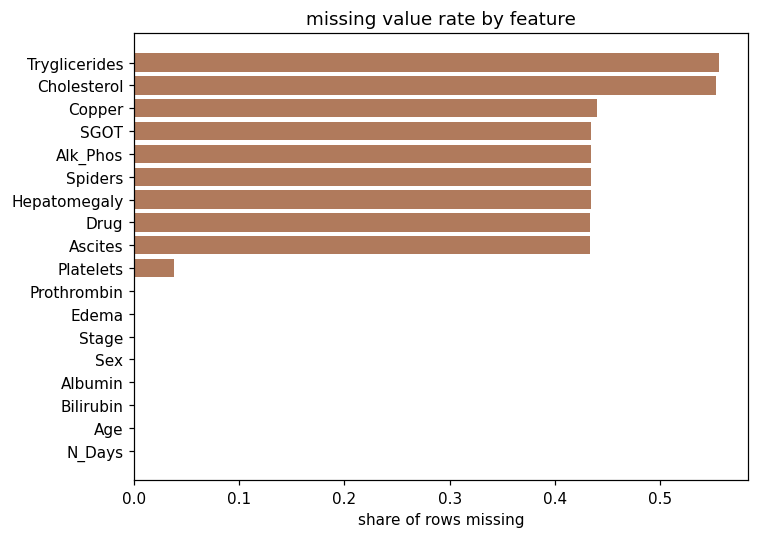 missing value rate by feature
Tryglicerides
Cholesterol
Copper
SGOT
Alk_Phos
Spiders
Hepatomegaly
Drug
Ascites
Platelets
Prothrombin
Edema
Stage
Sex
Albumin
Bilirubin
Age
N_Days
0.0 0.1 0.2 0.3 0.4 0.5
share of rows missing